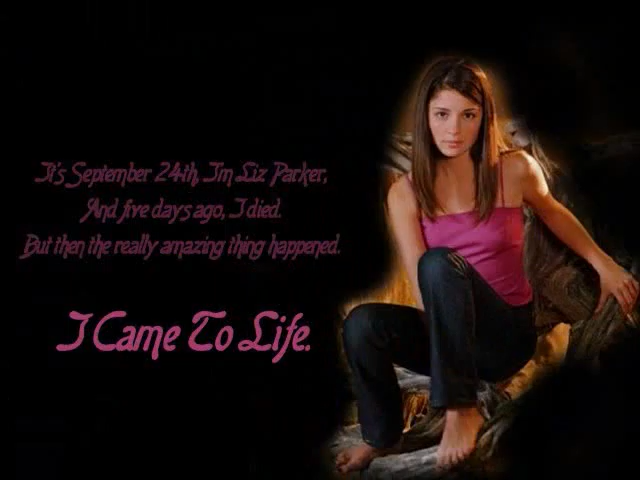 It's September 24th, I'm Liz Parker,
And five days ago, I died.
But then the really amazing thing happened.
I Came To Life.